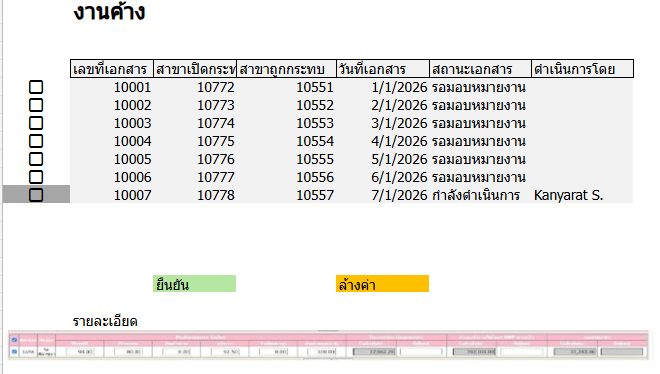 งานค้าง
เลขที่เอกสาร สาขาเปิดกระท สาขาถูกกระทบ วันที่เอกสาร สถานะเอกสาร ดำเนินการโดย
10001 10772 10551 1/1/2026 รอมอบหมายงาน
10002 10773 10552 2/1/2026 รอมอบหมายงาน
10003 10774 10553 3/1/2026 รอมอบหมายงาน
10004 10775 10554 4/1/2026 รอมอบหมายงาน
10005 10776 10555 5/1/2026 รอมอบหมายงาน
10006 10777 10556 6/1/2026 รอมอบหมายงาน
10007 10778 10557 7/1/2026 กำลังดำเนินการ Kanyarat S.
ยืนยัน ล้างค่า
รายละเอียด